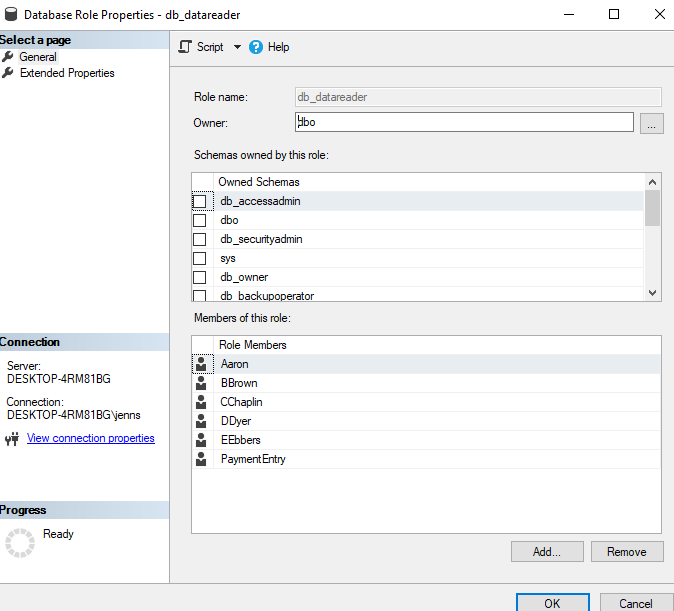 Database Role Properties - db_datareader
Select a page
General
Extended Properties
Script
Help
Role name:
db_datareader
Owner:
dbo
...
Schemas owned by this role:
Owned Schemas
db_accessadmin
dbo
db_securityadmin
sys
db_owner
db_backupoperator
Members of this role:
Role Members
Aaron
BBrown
CChaplin
DDyer
EEbbers
PaymentEntry
Connection
Server:
DESKTOP-4RM81BG
Connection:
DESKTOP-4RM81BG\jenns
View connection properties
Progress
Ready
Add...
Remove
OK
Cancel